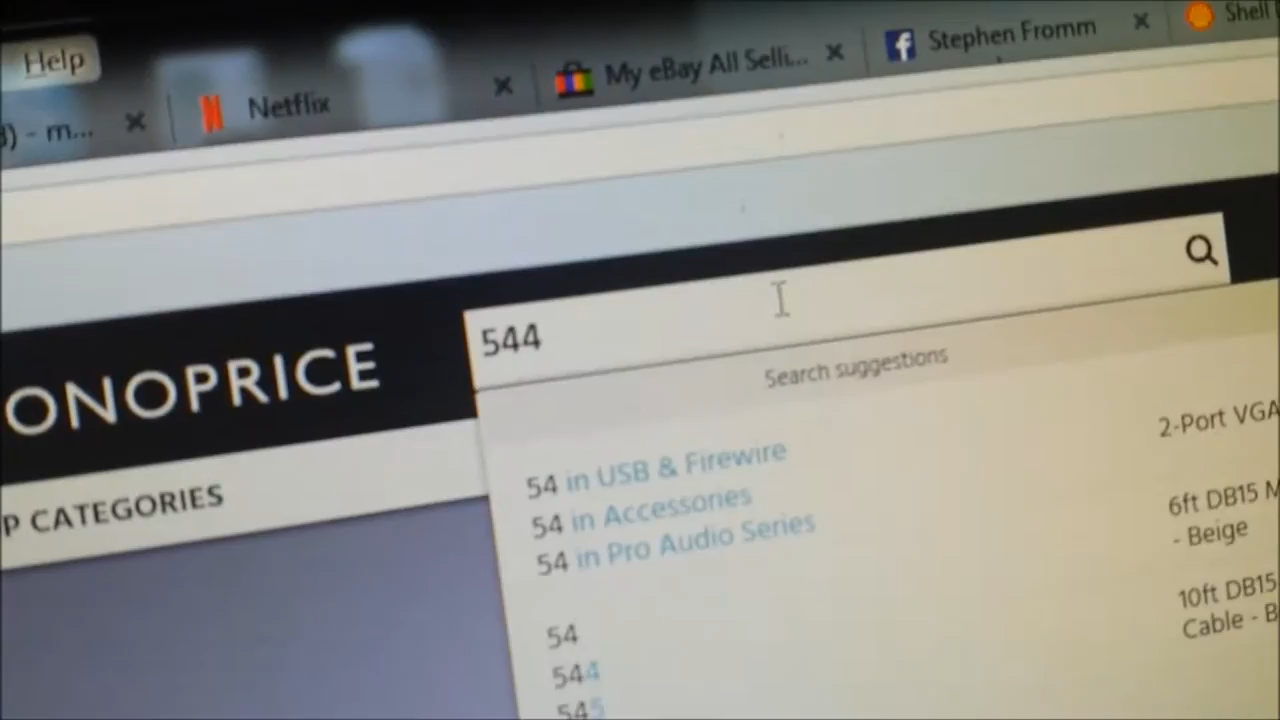 Help
) - m...
Netflix
My eBay All Selli...
Stephen Fromm
Shell
ONOPRICE
544
Search suggestions
P CATEGORIES
54 in USB & Firewire
54 in Accessories
54 in Pro Audio Series
54
544
545
2-Port VGA
6ft DB15 M
- Beige
10ft DB15
Cable - B